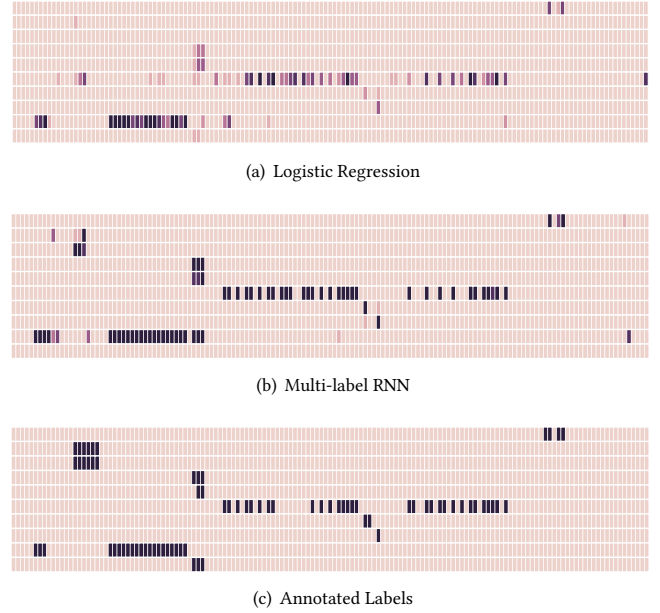 (a) Logistic Regression
(b) Multi-label RNN
(c) Annotated Labels